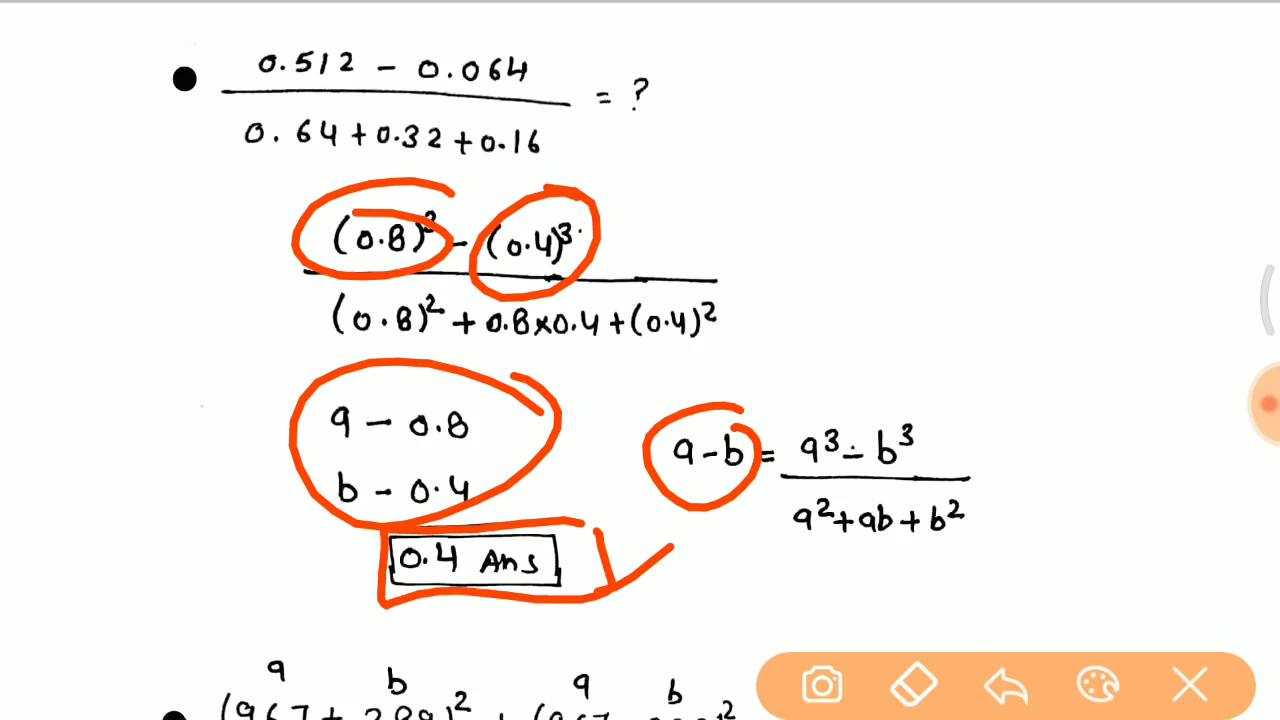 0.512 - 0.064
= ?
0.64 + 0.32 + 0.16
(0.8)² - (0.4)³
(0.8)² + 0.8×0.4 + (0.4)²
a - 0.8
b - 0.4
a - b = a³ - b³
a² + ab + b²
0.4 Ans
a b a b